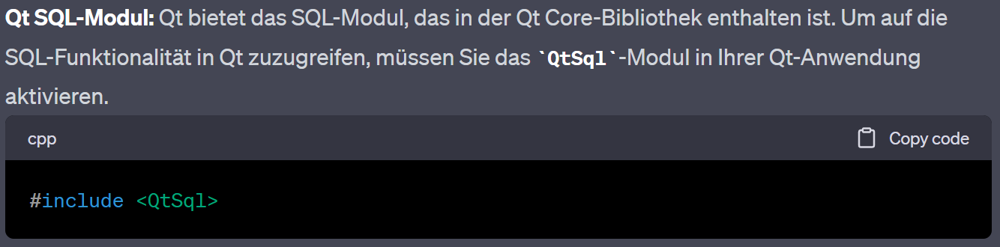 Qt SQL-Modul: Qt bietet das SQL-Modul, das in der Qt Core-Bibliothek enthalten ist. Um auf die
SQL-Funktionalität in Qt zuzugreifen, müssen Sie das `QtSql`-Modul in Ihrer Qt-Anwendung
aktivieren.
cpp Copy code
#include <QtSql>